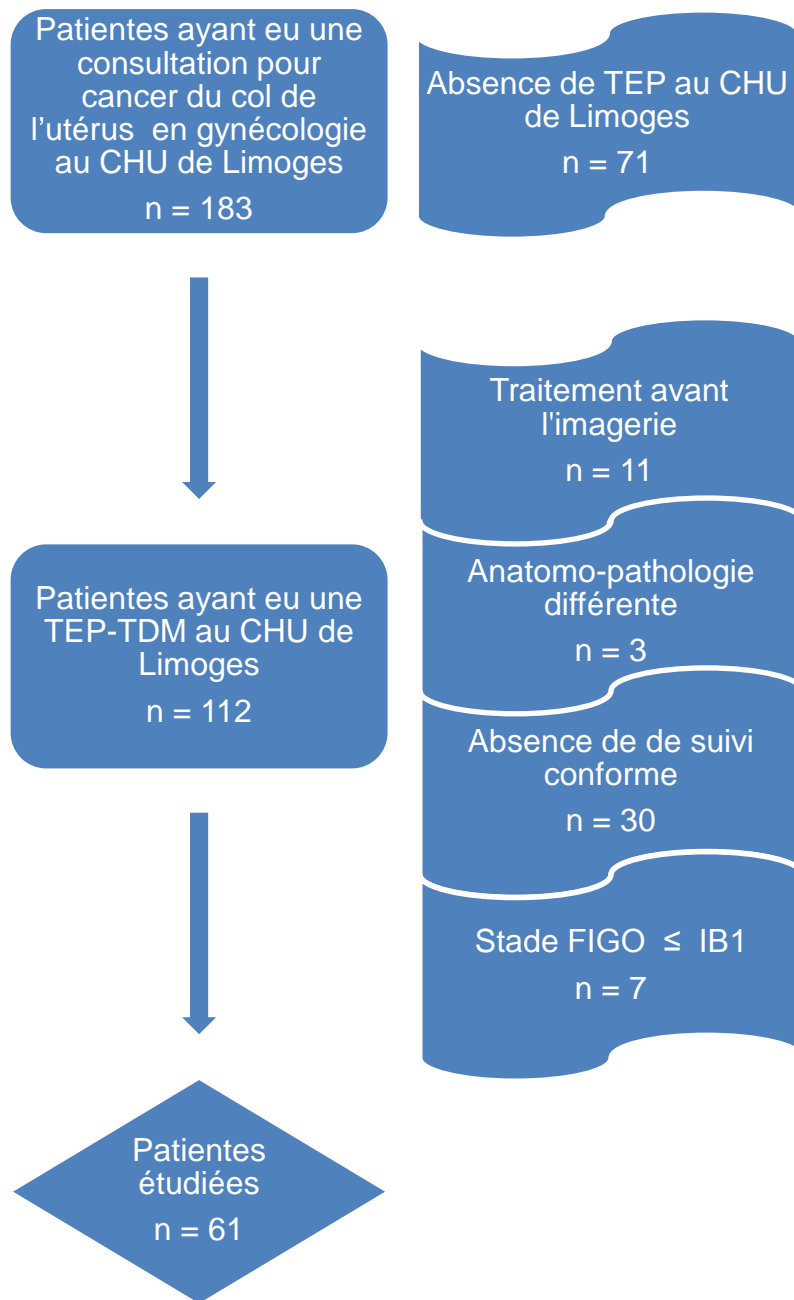 Patientes ayant eu une
consultation pour
cancer du col de
l’utérus en gynécologie
au CHU de Limoges
n = 183
Absence de TEP au CHU
de Limoges
n = 71
Traitement avant
l'imagerie
n = 11
Anatomo-pathologie
différente
n = 3
Patientes ayant eu une
TEP-TDM au CHU de
Limoges
n = 112
Absence de de suivi
conforme
n = 30
Stade FIGO ≤ IB1
n = 7
Patientes
étudiées
n = 61